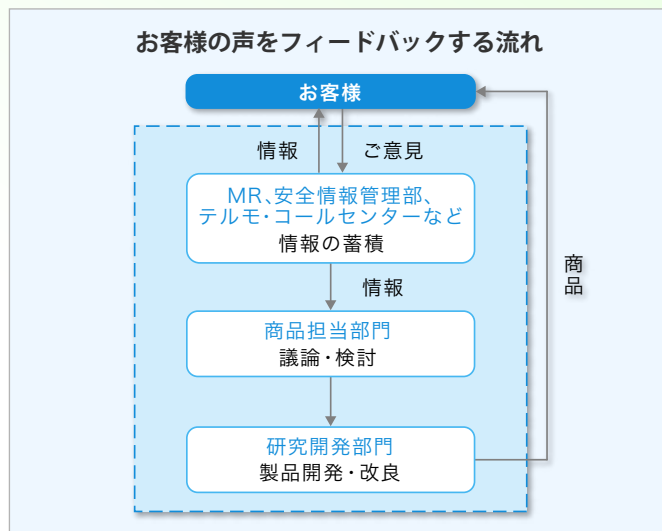 お客様の声をフィードバックする流れ
お客様
情報
ご意見
MR、安全情報管理部、
テルモ・コールセンターなど
情報の蓄積
情報
商品担当部門
議論・検討
研究開発部門
製品開発・改良
商品